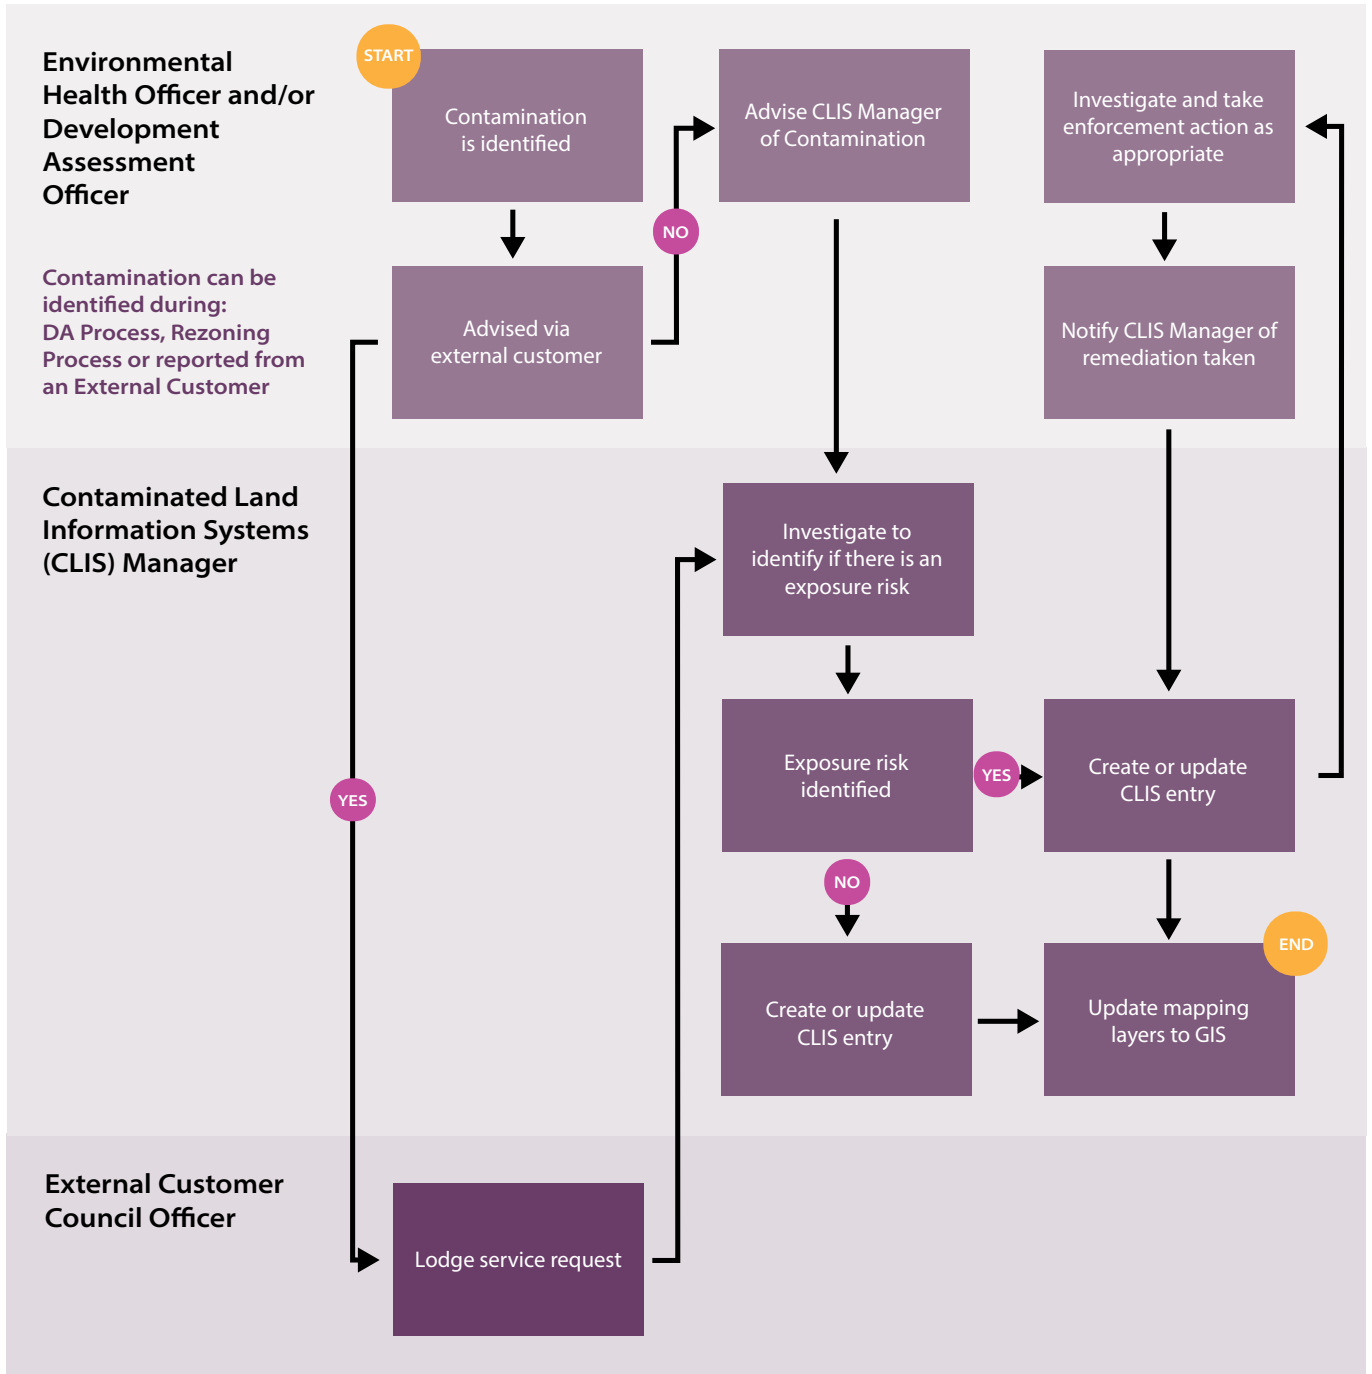 Environmental
Health Officer and/or
Development
Assessment
Officer
Contamination can be
identified during:
DA Process, Rezoning
Process or reported from
an External Customer
START
Contamination
is identified
Advised via
external customer
NO
Advise CLIS Manager
of Contamination
Investigate and take
enforcement action as
appropriate
Notify CLIS Manager of
remediation taken
Contaminated Land
Information Systems
(CLIS) Manager
Investigate to
identify if there is an
exposure risk
Exposure risk
identified
YES
Create or update
CLIS entry
YES
NO
Create or update
CLIS entry
Update mapping
layers to GIS
END
External Customer
Council Officer
Lodge service request